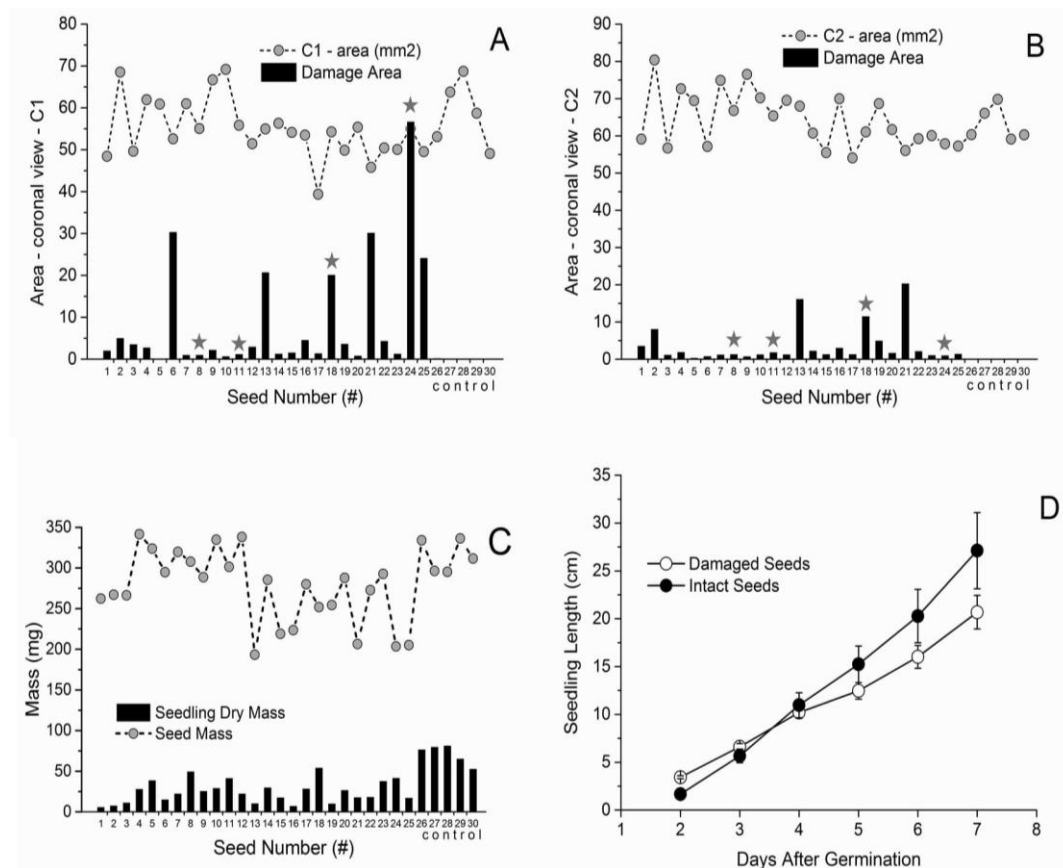 A
C1 - area (mm2)
Damage Area
Area - coronal view - C1
80
70
60
50
40
30
20
10
0
1 2 3 4 5 6 7 8 9 10 11 12 13 14 15 16 17 18 19 20 21 22 23 24 25 26 27 28 29 30
control
Seed Number (#)
B
C2 - area (mm2)
Damage Area
Area - coronal view - C2
90
80
70
60
50
40
30
20
10
0
1 2 3 4 5 6 7 8 9 10 11 12 13 14 15 16 17 18 19 20 21 22 23 24 25 26 27 28 29 30
control
Seed Number (#)
C
Mass (mg)
350
300
250
200
150
100
50
0
Seedling Dry Mass
Seed Mass
1 2 3 4 5 6 7 8 9 10 11 12 13 14 15 16 17 18 19 20 21 22 23 24 25 26 27 28 29 30
control
Seed Number (#)
D
Damaged Seeds
Intact Seeds
Seedling Length (cm)
35
30
25
20
15
10
5
0
1 2 3 4 5 6 7 8
Days After Germination